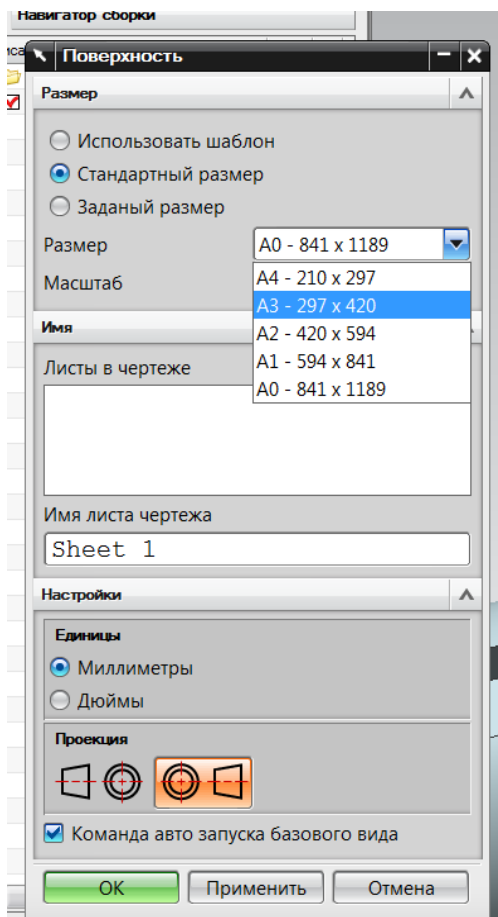 Навигатор сборки
Поверхность
Размер
Использовать шаблон
Стандартный размер
Заданый размер
Размер
A0 - 841 x 1189
Масштаб
A4 - 210 x 297
A3 - 297 x 420
A2 - 420 x 594
A1 - 594 x 841
A0 - 841 x 1189
Имя
Листы в чертеже
Имя листа чертежа
Sheet 1
Настройки
Единицы
Миллиметры
Дюймы
Проекция
Команда авто запуска базового вида
OK
Применить
Отмена